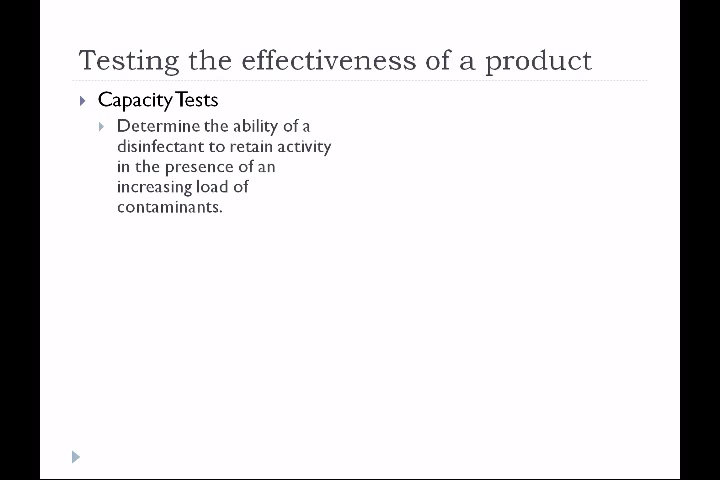 Testing the effectiveness of a product
Capacity Tests
Determine the ability of a
disinfectant to retain activity
in the presence of an
increasing load of
contaminants.